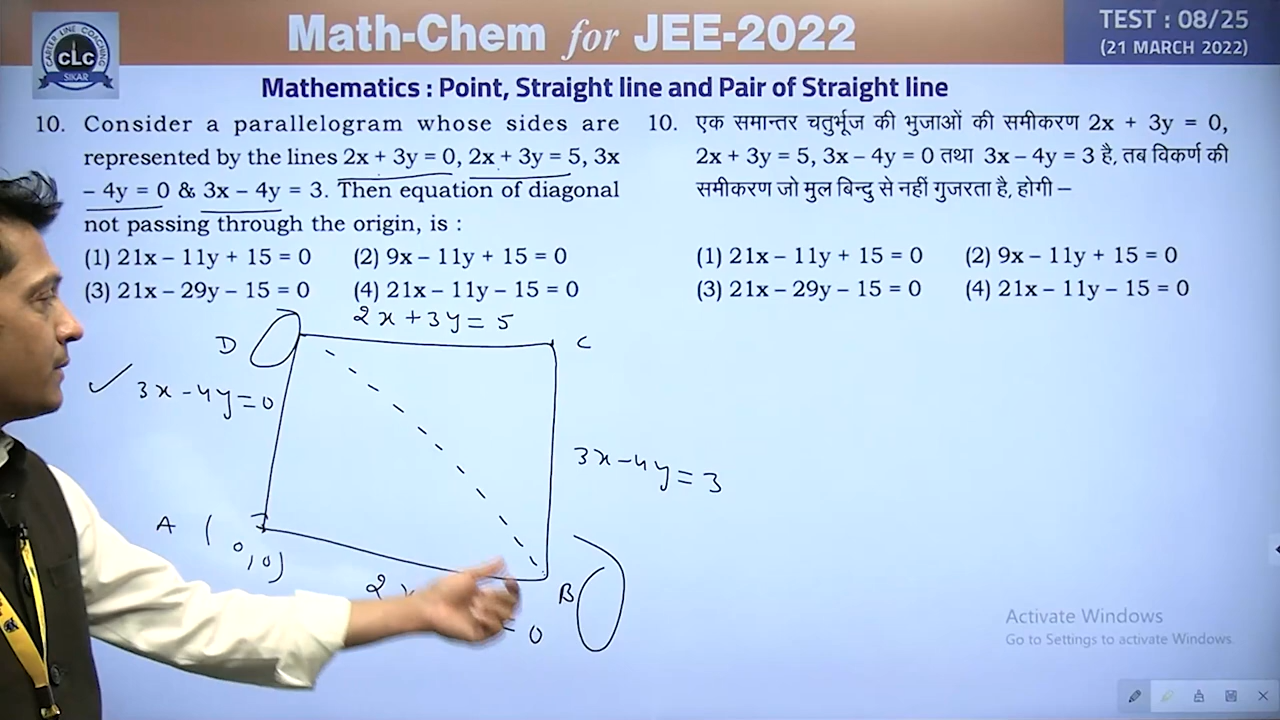 CAREER LINE COACHING
CLC
SIKAR
Math-Chem for JEE-2022
TEST : 08/25
(21 MARCH 2022)
Mathematics : Point, Straight line and Pair of Straight line
10. Consider a parallelogram whose sides are
represented by the lines 2x + 3y = 0, 2x + 3y = 5, 3x
– 4y = 0 & 3x – 4y = 3. Then equation of diagonal
not passing through the origin, is :
(1) 21x – 11y + 15 = 0 (2) 9x – 11y + 15 = 0
(3) 21x – 29y – 15 = 0 (4) 21x – 11y – 15 = 0
10. एक समान्तर चतुर्भूज की भुजाओं की समीकरण 2x + 3y = 0,
2x + 3y = 5, 3x – 4y = 0 तथा 3x – 4y = 3 है, तब विकर्ण की
समीकरण जो मुल बिन्दु से नहीं गुजरता है, होगी –
(1) 21x – 11y + 15 = 0 (2) 9x – 11y + 15 = 0
(3) 21x – 29y – 15 = 0 (4) 21x – 11y – 15 = 0
2x + 3y = 5
D
C
3x - 4y = 0
3x - 4y = 3
A (0,0)
B
= 0
Activate Windows
Go to Settings to activate Windows.